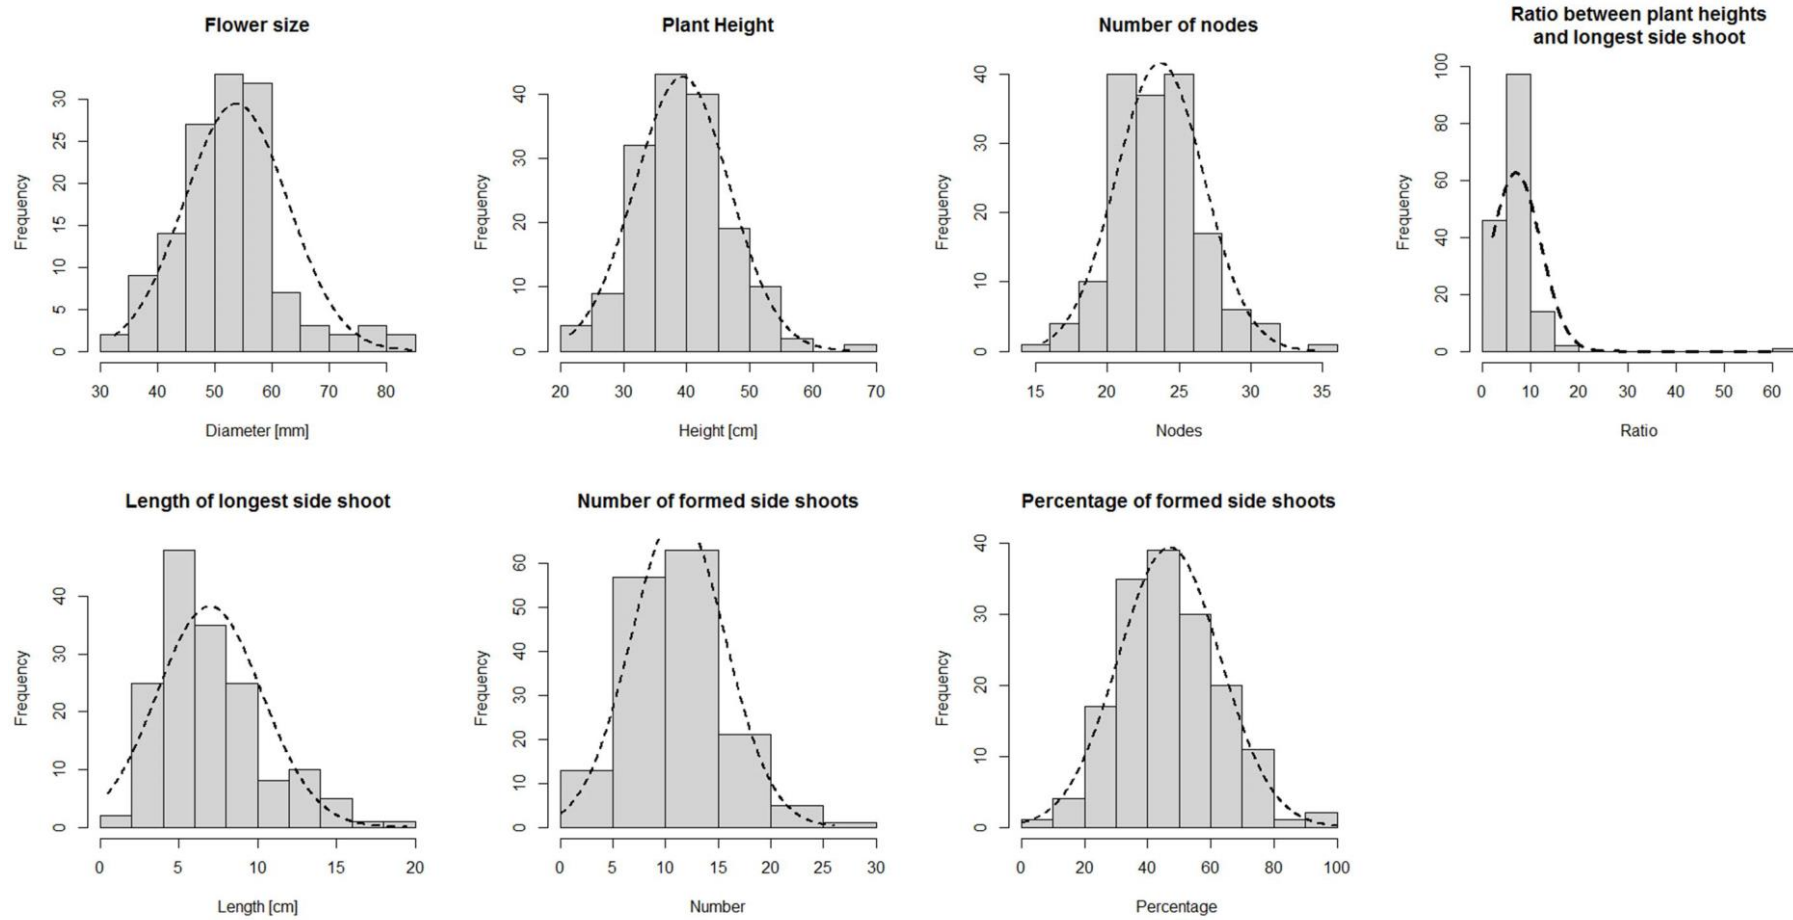 Flower size
Frequency
0 5 10 15 20 25 30
30 40 50 60 70 80
Diameter [mm]
Plant Height
Frequency
0 10 20 30 40
20 30 40 50 60 70
Height [cm]
Number of nodes
Frequency
0 10 20 30 40
15 20 25 30 35
Nodes
Ratio between plant heights
and longest side shoot
Frequency
0 20 40 60 80 100
0 10 20 30 40 50 60
Ratio
Length of longest side shoot
Frequency
0 10 20 30 40
0 5 10 15 20
Length [cm]
Number of formed side shoots
Frequency
0 10 20 30 40 50 60
0 5 10 15 20 25 30
Number
Percentage of formed side shoots
Frequency
0 10 20 30 40
0 20 40 60 80 100
Percentage